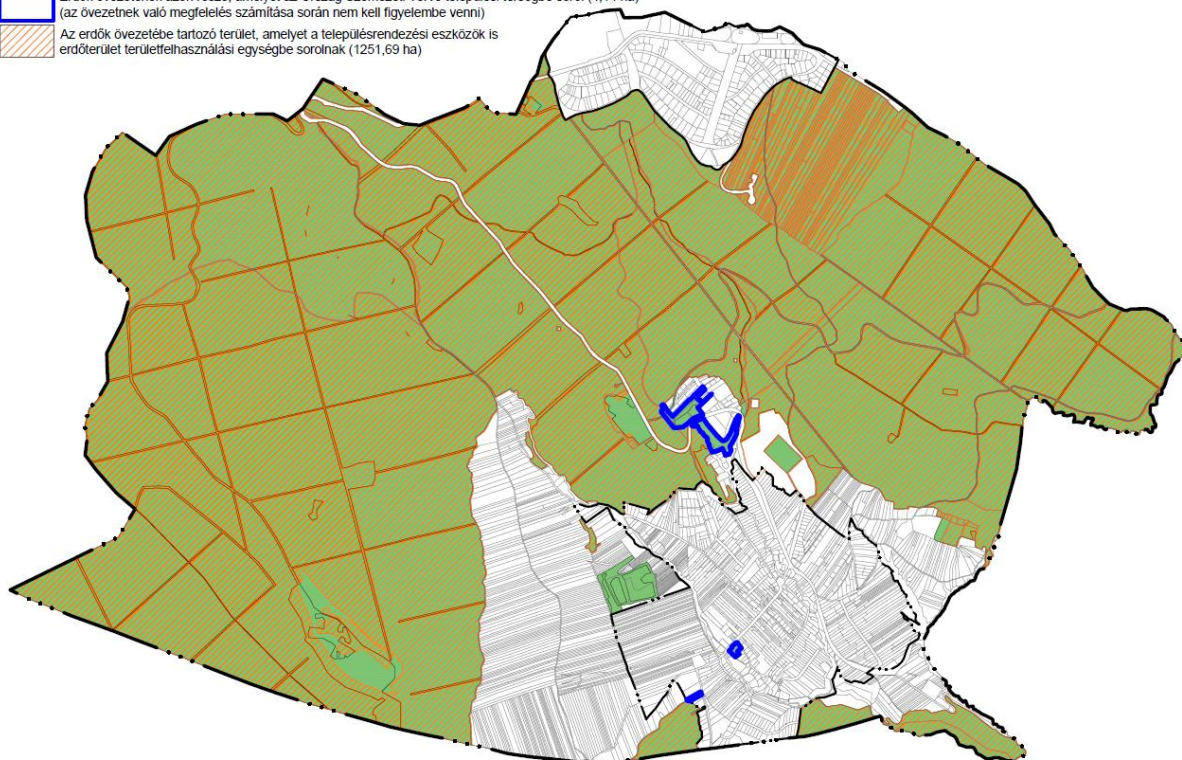 (az övezetnek való megfelelés számítása során nem kell figyelembe venni)
Az erdők övezetébe tartozó terület, amelyet a településrendezési eszközök is
erdőterület területfelhasználási egységbe sorolnak (1251,69 ha)